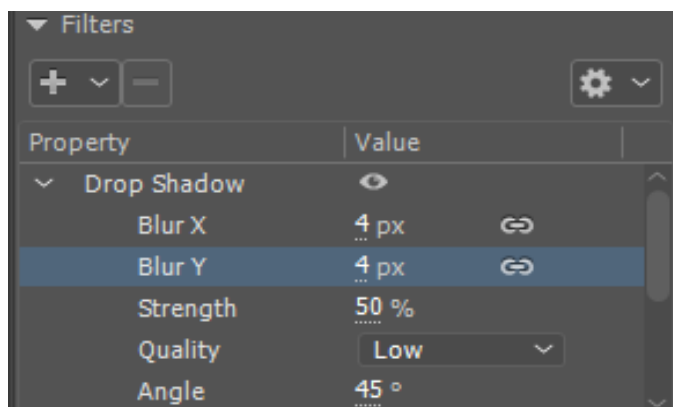 Filters
Property Value
Drop Shadow
Blur X 4 px
Blur Y 4 px
Strength 50 %
Quality Low
Angle 45 °